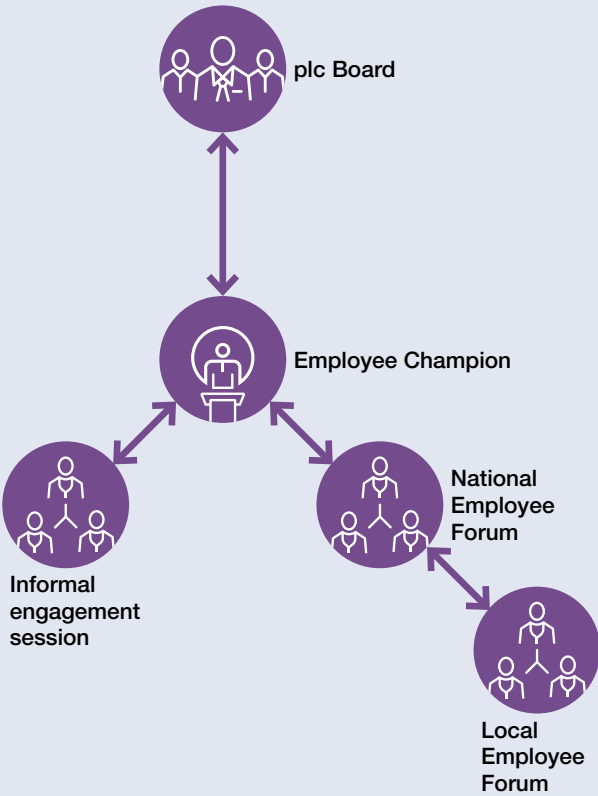 plc Board
Employee Champion
National
Employee
Forum
Informal
engagement
session
Local
Employee
Forum